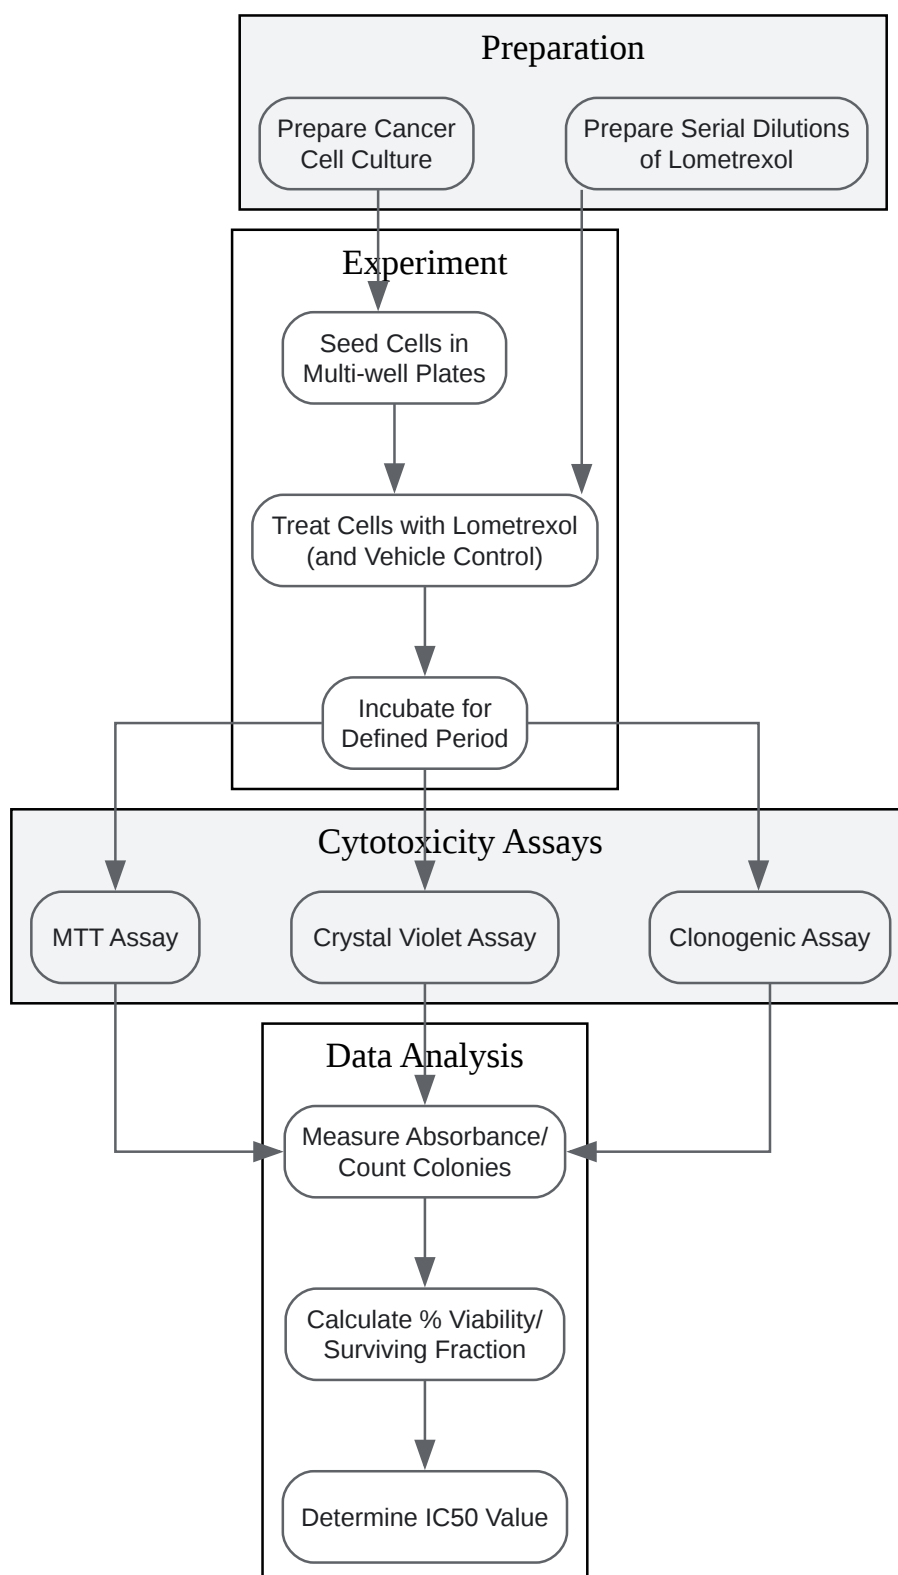 Preparation
Prepare Cancer
Cell Culture
Prepare Serial Dilutions
of Lometrexol
Experiment
Seed Cells in
Multi-well Plates
Treat Cells with Lometrexol
(and Vehicle Control)
Incubate for
Defined Period
Cytotoxicity Assays
MTT Assay
Crystal Violet Assay
Clonogenic Assay
Data Analysis
Measure Absorbance/
Count Colonies
Calculate % Viability/
Surviving Fraction
Determine IC50 Value